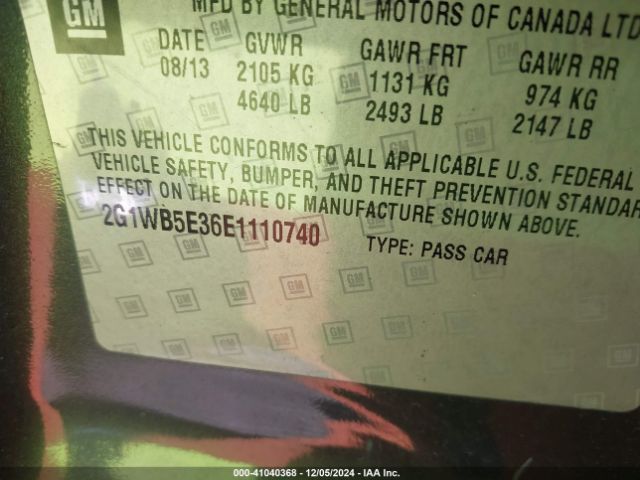 GM
MFD BY GENERAL MOTORS OF CANADA LTD
DATE GVWR GAWR FRT GAWR RR
08/13 2105 KG 1131 KG 974 KG
4640 LB 2493 LB 2147 LB
THIS VEHICLE CONFORMS TO ALL APPLICABLE U.S. FEDERAL
VEHICLE SAFETY, BUMPER, AND THEFT PREVENTION STANDAR
EFFECT ON THE DATE OF MANUFACTURE SHOWN ABOVE.
2G1WB5E36E1110740 TYPE: PASS CAR
000-41040368 • 12/05/2024 • IAA Inc.